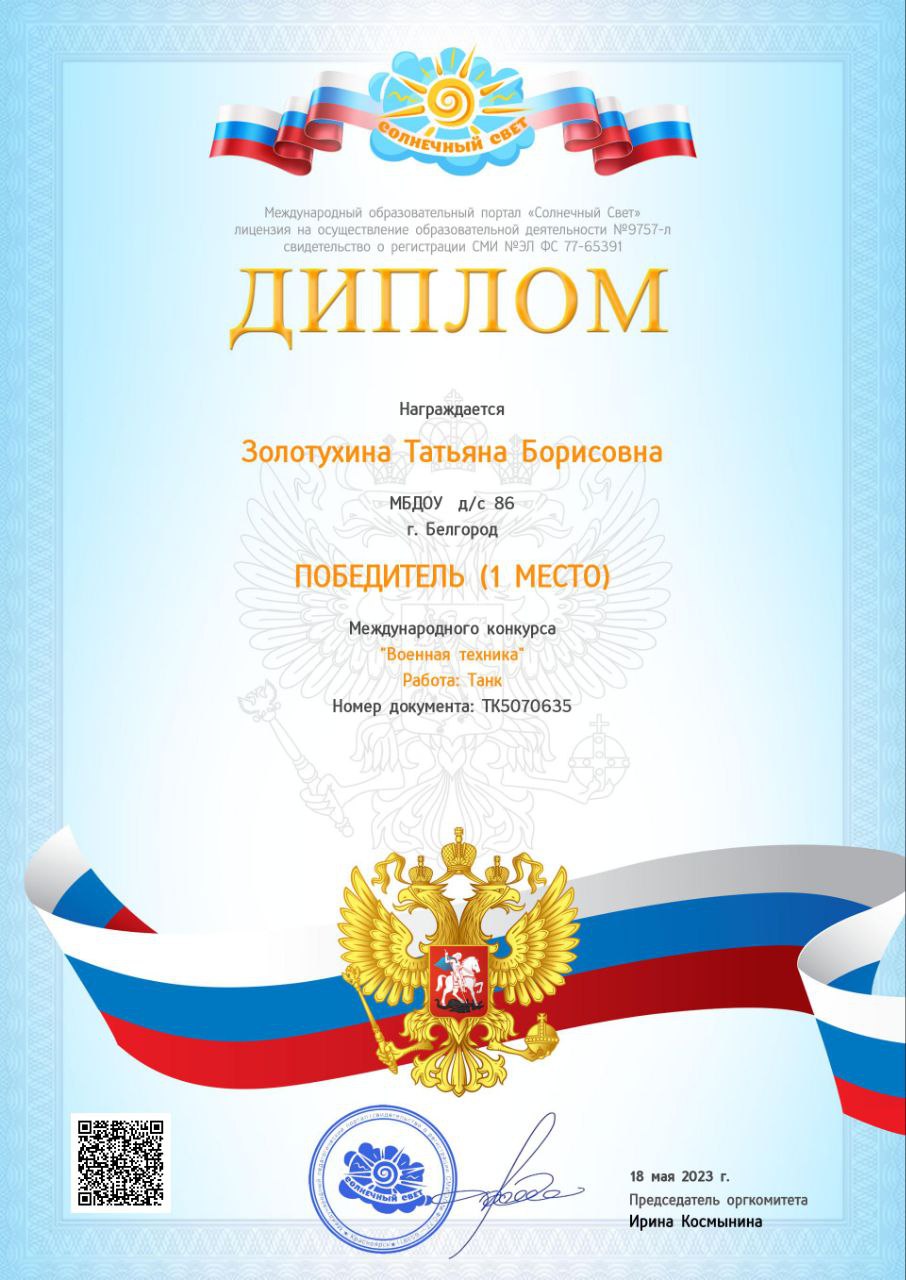 СОЛНЕЧНЫЙ СВЕТ
Международный образовательный портал «Солнечный Свет»
лицензия на осуществление образовательной деятельности №9757-л
свидетельство о регистрации СМИ №ЭЛ ФС 77-65391
ДИПЛОМ
Награждается
Золотухина Татьяна Борисовна
МБДОУ д/с 86
г. Белгород
ПОБЕДИТЕЛЬ (1 МЕСТО)
Международного конкурса
"Военная техника"
Работа: Танк
Номер документа: ТК5070635
СОЛНЕЧНЫЙ СВЕТ
18 мая 2023 г.
Председатель оргкомитета
Ирина Космынина